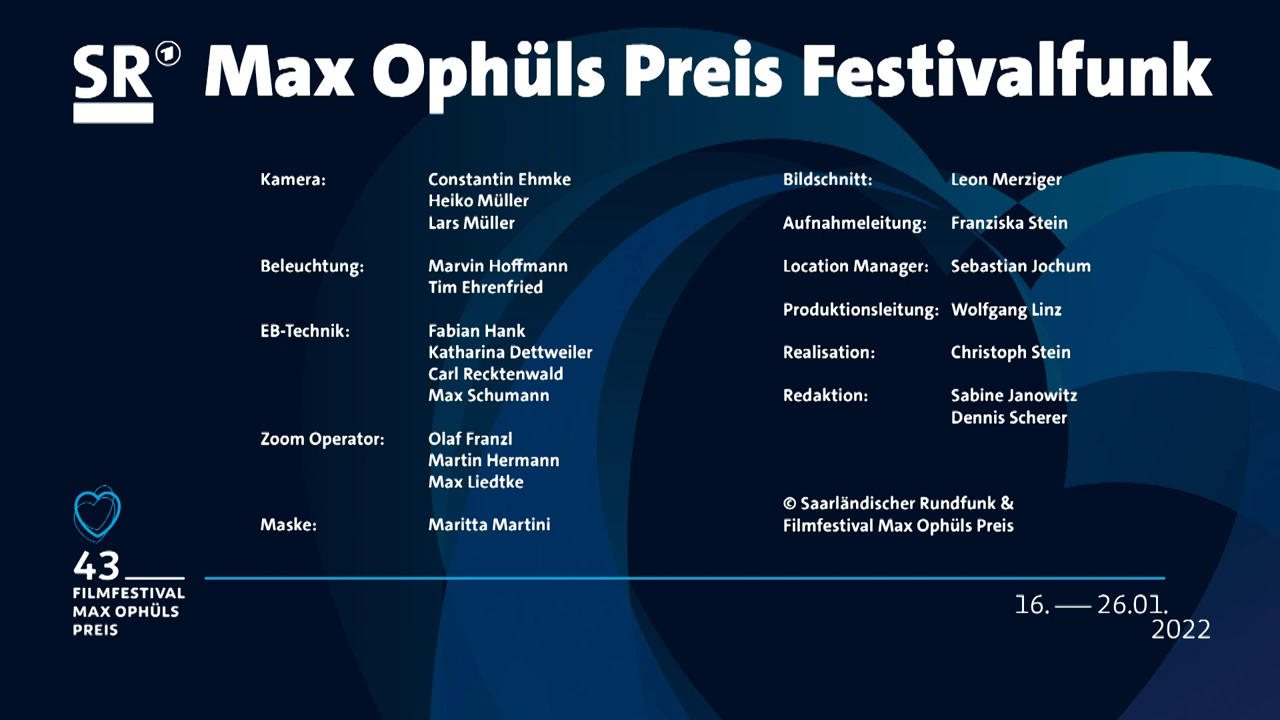 SR① Max Ophüls Preis Festivalfunk
Kamera: Constantin Ehmke
Heiko Müller
Lars Müller
Beleuchtung: Marvin Hoffmann
Tim Ehrenfried
EB-Technik: Fabian Hank
Katharina Dettweiler
Carl Recktenwald
Max Schumann
Zoom Operator: Olaf Franzl
Martin Hermann
Max Liedtke
Maske: Maritta Martini
Bildschnitt: Leon Merziger
Aufnahmeleitung: Franziska Stein
Location Manager: Sebastian Jochum
Produktionsleitung: Wolfgang Linz
Realisation: Christoph Stein
Redaktion: Sabine Janowitz
Dennis Scherer
© Saarländischer Rundfunk &
Filmfestival Max Ophüls Preis
43
FILMFESTIVAL
MAX OPHÜLS
PREIS
16. — 26.01.
2022